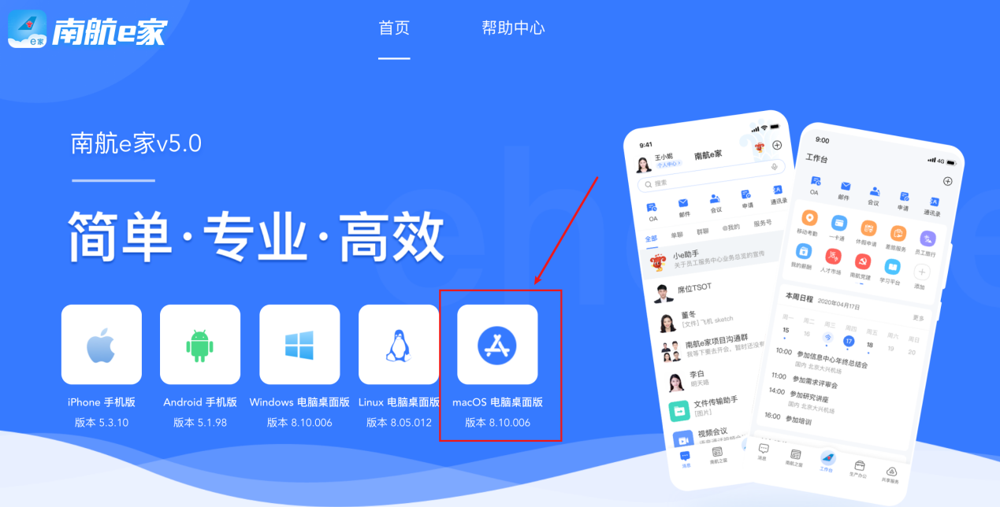 e家
南航e家
首页
帮助中心
南航e家v5.0
简单·专业·高效
iPhone 手机版
版本 5.3.10
Android 手机版
版本 5.1.98
Windows 电脑桌面版
版本 8.10.006
Linux 电脑桌面版
版本 8.05.012
macOS 电脑桌面版
版本 8.10.006
9:41
王小妮
个人中心
南航e家
搜索
OA
邮件
会议
申请
通讯录
全部
单聊
群聊
@我的
服务号
小e助手
关于员工服务中心业务总览的宣传
席位TSOT
董冬
[文件] 飞机 sketch
南航e家项目沟通群
我等下要去开会，暂时还没参
李白
明天咯
文件传输助手
[图片]
视频会议
消息
南航之窗
9:00
4G
工作台
OA
邮件
会议
申请
通讯录
移动考勤
一卡通
休假申请
差旅服务
员工旅行
我的薪酬
人才市场
南航党建
学习平台
添加
本周日程
2020年04月17日
更多
周一
周二
周三
周四
周五
周六
周日
15
16
今
17
18
19
20
10:00
参加信息中心年终总结会
国内 北京大兴机场
11:00
参加需求评审会
14:00
参加研究讲座
国内 北京大兴机场
16:00
参加培训
消息
南航之窗
工作台
生产办公
共享服务